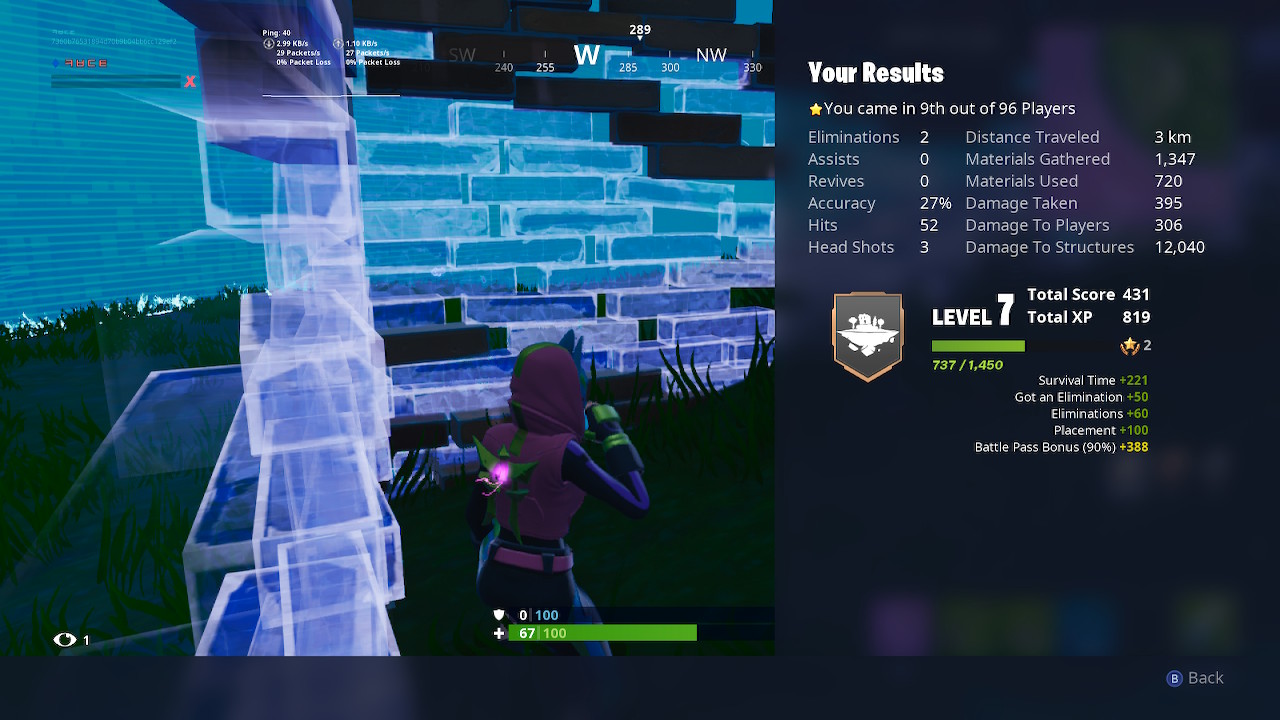 Ping: 40
2.99 KB/s 1.10 KB/s
29 Packets/s 27 Packets/s
0% Packet Loss 0% Packet Loss
289
SW W NW
240 255 285 300 330
X
Your Results
You came in 9th out of 96 Players
Eliminations 2 Distance Traveled 3 km
Assists 0 Materials Gathered 1,347
Revives 0 Materials Used 720
Accuracy 27% Damage Taken 395
Hits 52 Damage To Players 306
Head Shots 3 Damage To Structures 12,040
LEVEL 7
Total Score 431
Total XP 819
2
737 / 1,450
Survival Time +221
Got an Elimination +50
Eliminations +60
Placement +100
Battle Pass Bonus (90%) +388
0 | 100
67 | 100
1
B Back